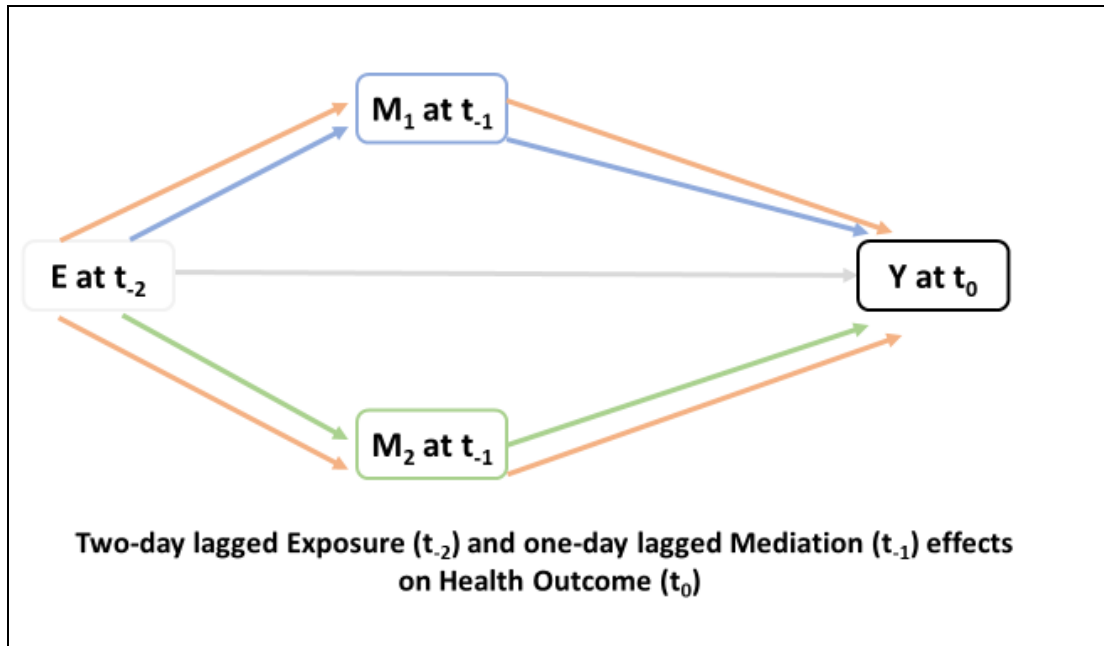 M₁ at t₋₁
E at t₋₂
Y at t₀
M₂ at t₋₁
Two-day lagged Exposure (t₋₂) and one-day lagged Mediation (t₋₁) effects
on Health Outcome (t₀)